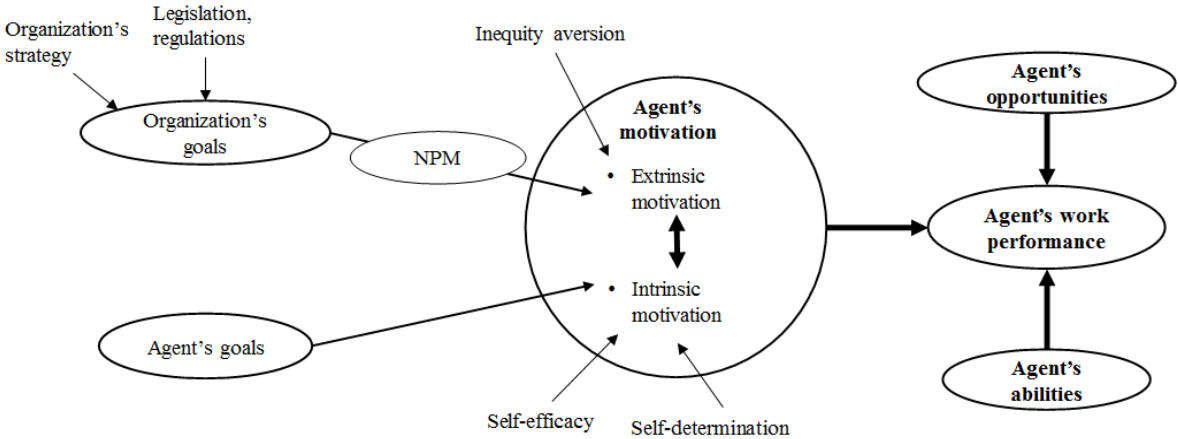 Organization's
strategy
Legislation,
regulations
Organization's
goals
NPM
Inequity aversion
Agent's
motivation
• Extrinsic
motivation
• Intrinsic
motivation
Agent's goals
Self-efficacy
Self-determination
Agent's
opportunities
Agent's work
performance
Agent's
abilities